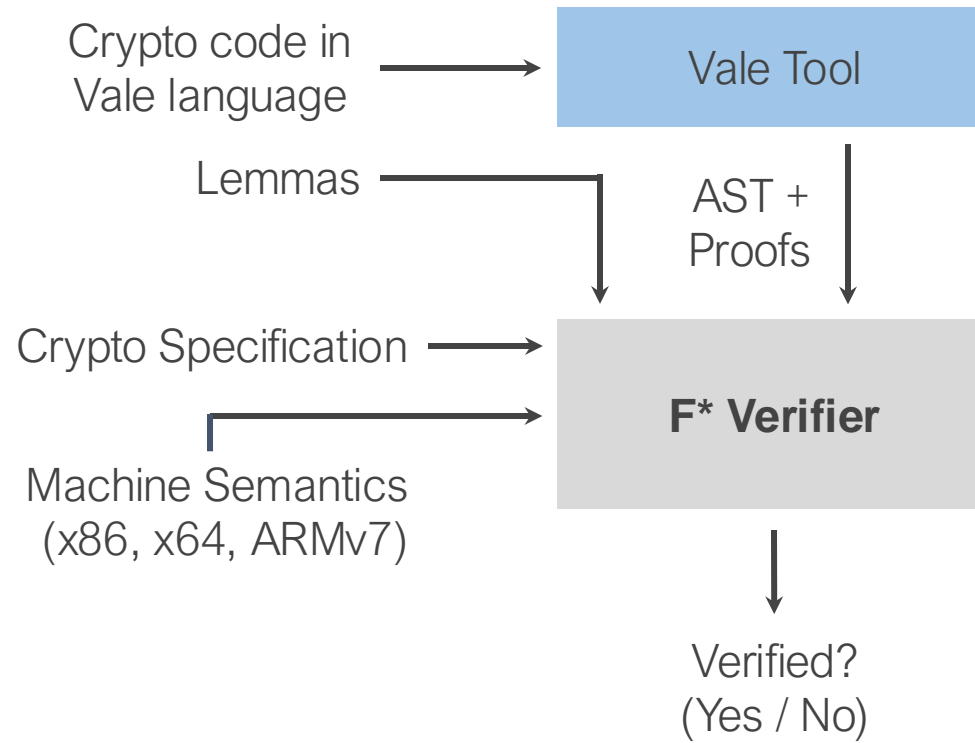 Crypto code in
Vale language
Vale Tool
Lemmas
AST +
Proofs
Crypto Specification
F* Verifier
Machine Semantics
(x86, x64, ARMv7)
Verified?
(Yes / No)